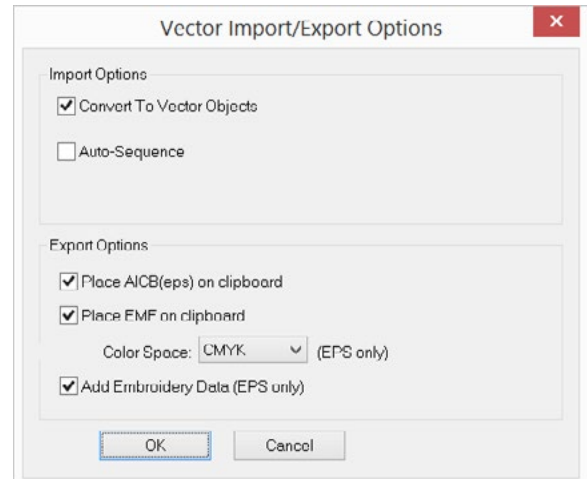 Vector Import/Export Options
Import Options
Convert To Vector Objects
Auto-Sequence
Export Options
Place AICB(eps) on clipboard
Place EMF on clipboard
Color Space: CMYK (EPS only)
Add Embroidery Data (EPS only)
OK Cancel